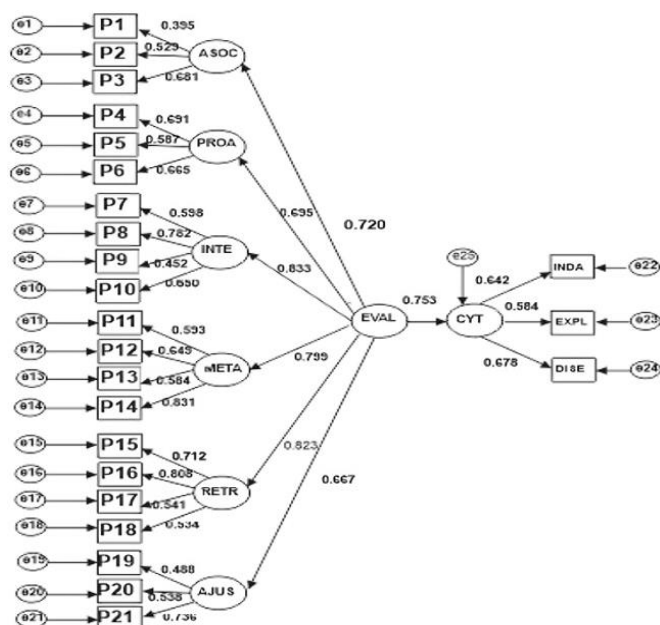 e1 P1 0.395
e2 P2 0.529 ASOC
e3 P3 0.681
e4 P4 0.691
e5 P5 0.587 PROA
e6 P6 0.665
0.695 0.720
e7 P7 0.598
e8 P8 0.782 INTE
e9 P9 0.452 0.833
e10 P10 0.650
e25 0.642 INDA e22
EVAL 0.753 CYT 0.584 EXPL e23
0.678 DISE e24
e11 P11 0.593
e12 P12 0.649 META 0.799
e13 P13 0.584
e14 P14 0.831
0.823 0.667
e15 P15 0.712
e16 P16 0.808 RETR
e17 P17 0.541
e18 P18 0.534
e19 P19 0.488
e20 P20 0.538 AJUS
e21 P21 0.736